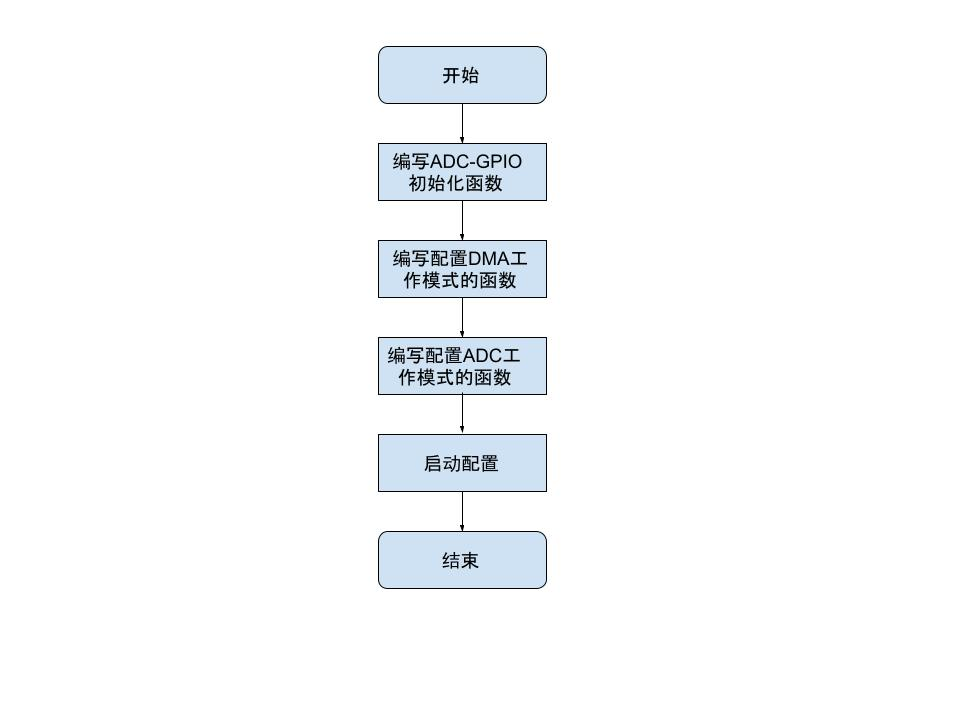 开始
编写ADC-GPIO
初始化函数
编写配置DMA工
作模式的函数
编写配置ADC工
作模式的函数
启动配置
结束